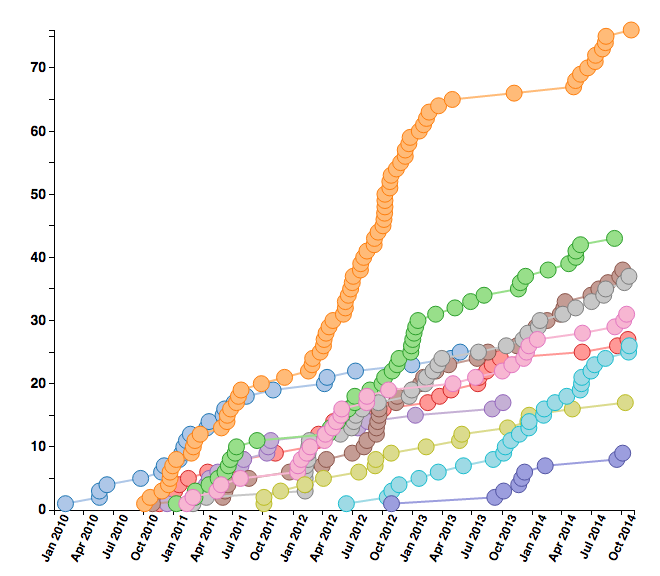 70
60
50
40
30
20
10
0
Jan 2010
Apr 2010
Jul 2010
Oct 2010
Jan 2011
Apr 2011
Jul 2011
Oct 2011
Jan 2012
Apr 2012
Jul 2012
Oct 2012
Jan 2013
Apr 2013
Jul 2013
Oct 2013
Jan 2014
Apr 2014
Jul 2014
Oct 2014